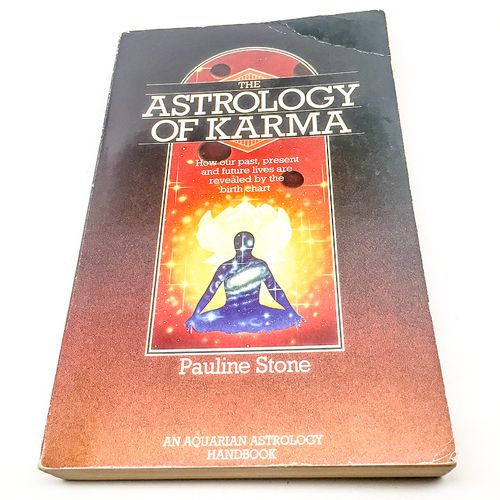 THE
ASTROLOGY
OF KARMA
How our past, present
and future lives are
revealed by the
birth chart
Pauline Stone
AN AQUARIAN ASTROLOGY
HANDBOOK